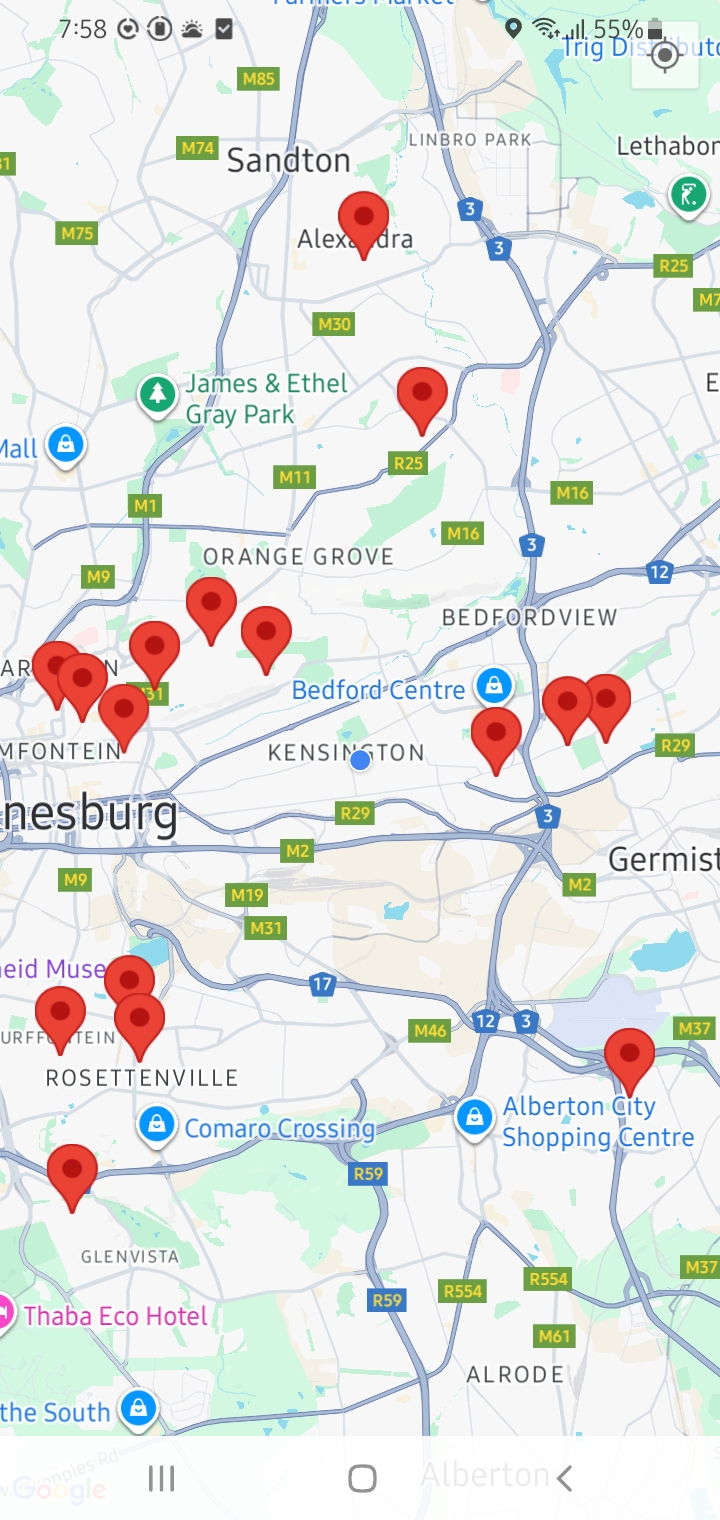 Farmers Market
7:58
55%
Trig Distributo
M85
LINBRO PARK
M74
Sandton
Lethabon
31
3
Alexandra
M75
3
R25
M7
M30
James & Ethel
Gray Park
E
Mall
R25
M11
M16
M1
M16
ORANGE GROVE
3
12
M9
BEDFORDVIEW
AR
N
M31
Bedford Centre
MFONTEIN
KENSINGTON
R29
nesburg
R29
3
M2
Germist
M9
M2
M19
M31
heid Muse
17
12
3
M46
M37
URFFONTEIN
ROSETTENVILLE
Alberton City
Shopping Centre
Comaro Crossing
R59
GLENVISTA
M37
R554
R554
R59
Thaba Eco Hotel
M61
ALRODE
the South
Alberton
Google